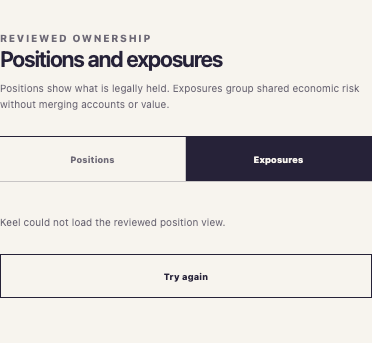 REVIEWED OWNERSHIP
Positions and exposures
Positions show what is legally held. Exposures group shared economic risk
without merging accounts or value.
Positions
Exposures
Keel could not load the reviewed position view.
Try again